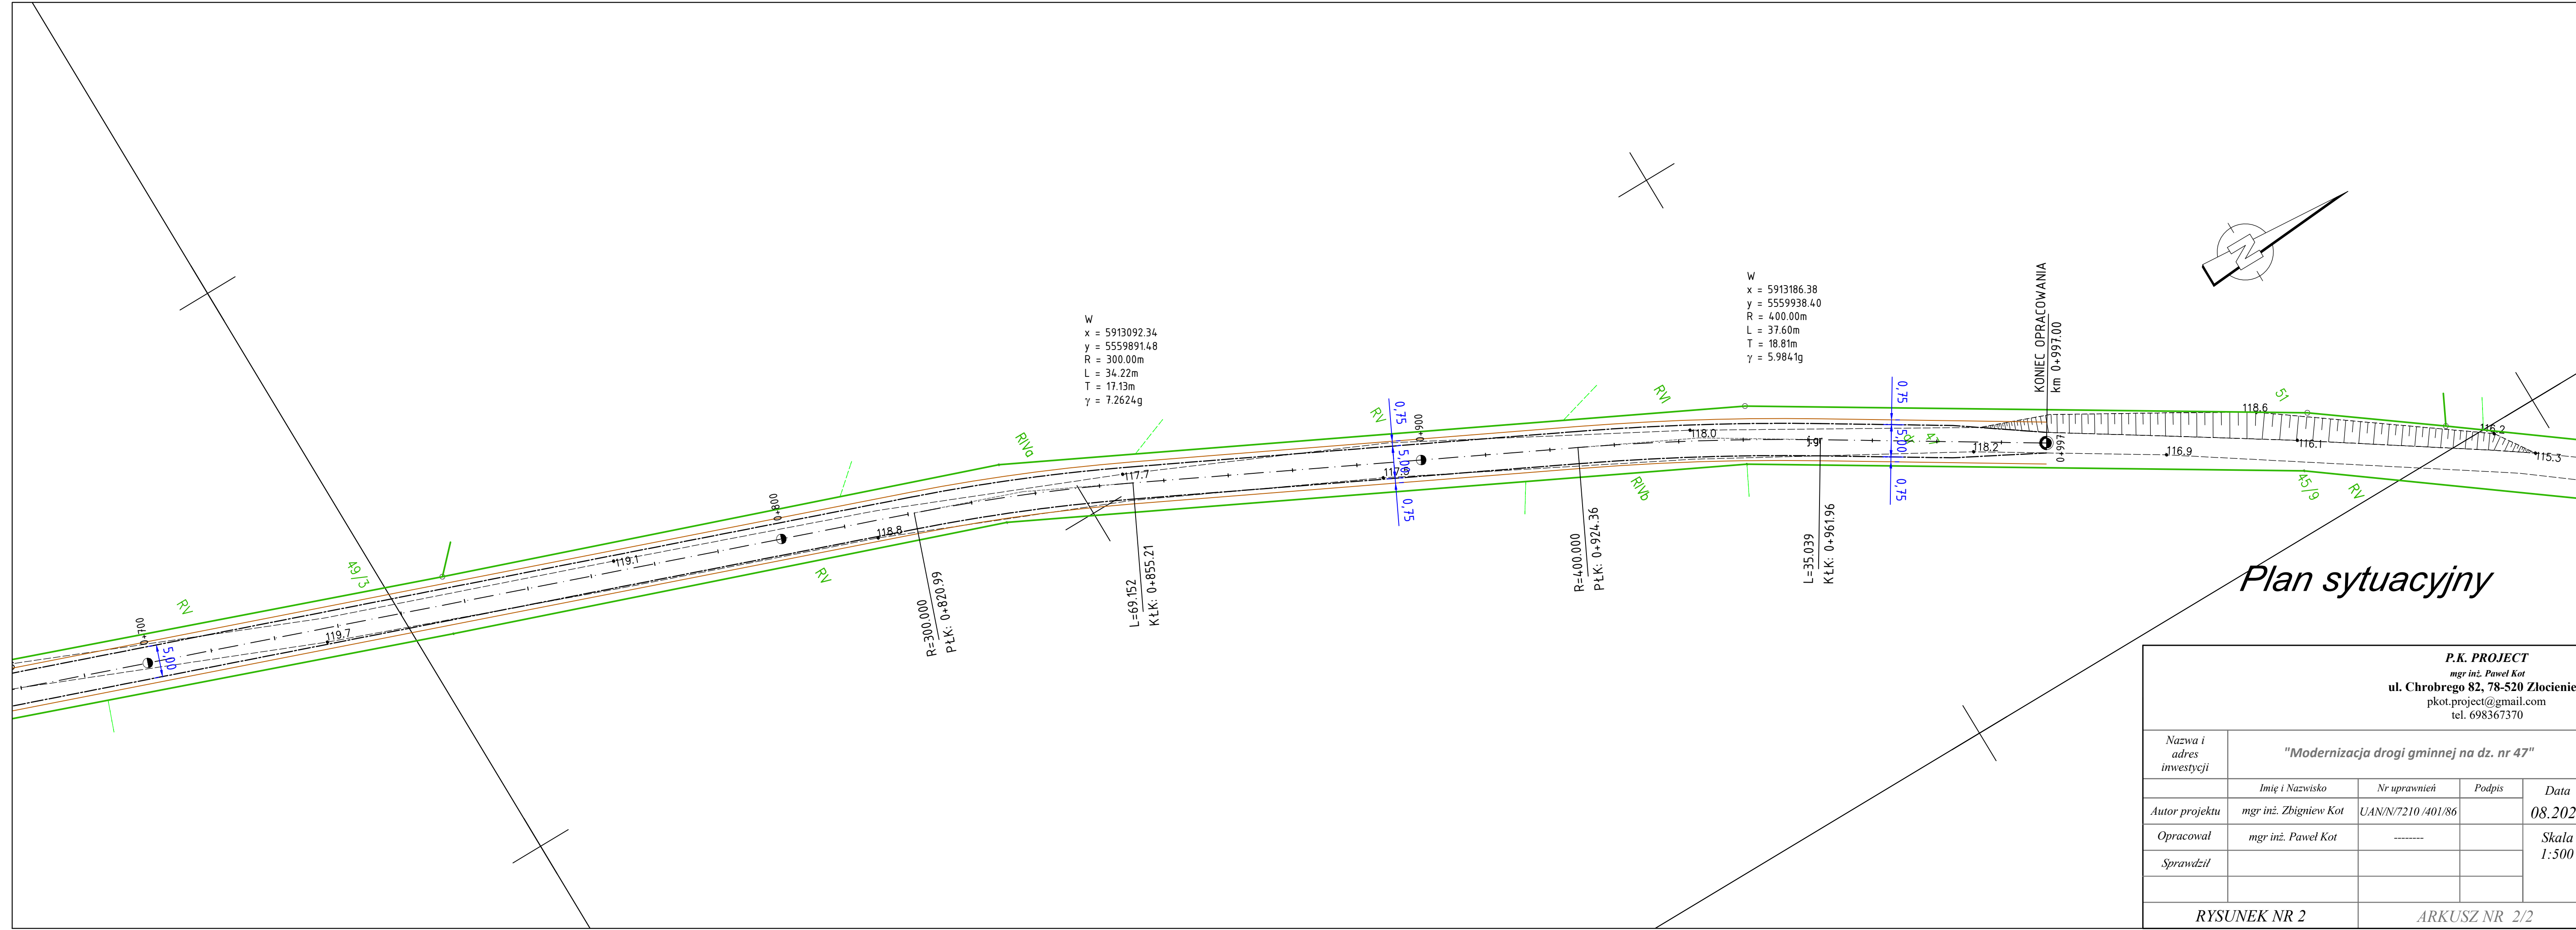 W
x = 5913092.34
y = 5559891.48
R = 300.00m
L = 34.22m
T = 17.13m
γ = 7.2624g
W
x = 5913186.38
y = 5559938.40
R = 400.00m
L = 37.60m
T = 18.81m
γ = 5.9841g
KONIEC OPRACOWANIA
km 0+997.00
N
RV
49/3
0+700
5,00
119.7
119.1
0+800
RV
118.8
R=300.000
PŁK: 0+820.99
RIVa
117.7
L=69.152
KŁK: 0+855.21
RV
0,75
5,00
0,75
0+900
R=400.000
PŁK: 0+924.36
RVI
RIVb
118.0
L=35.039
KŁK: 0+961.96
0,75
5,00
0,75
118.2
0+997
116.9
118.6
51
116.1
116.2
115.3
45/9
RV
Plan sytuacyjny
P.K. PROJECT
mgr inż. Paweł Kot
ul. Chrobrego 82, 78-520 Złocienie
pkot.project@gmail.com
tel. 698367370
Nazwa i
adres
inwestycji
"Modernizacja drogi gminnej na dz. nr 47"
Imię i Nazwisko Nr uprawnień Podpis Data
Autor projektu mgr inż. Zbigniew Kot UAN/N/7210 /401/86 08.202
Opracował mgr inż. Paweł Kot -------- Skala
1:500
Sprawdził
RYSUNEK NR 2 ARKUSZ NR 2/2